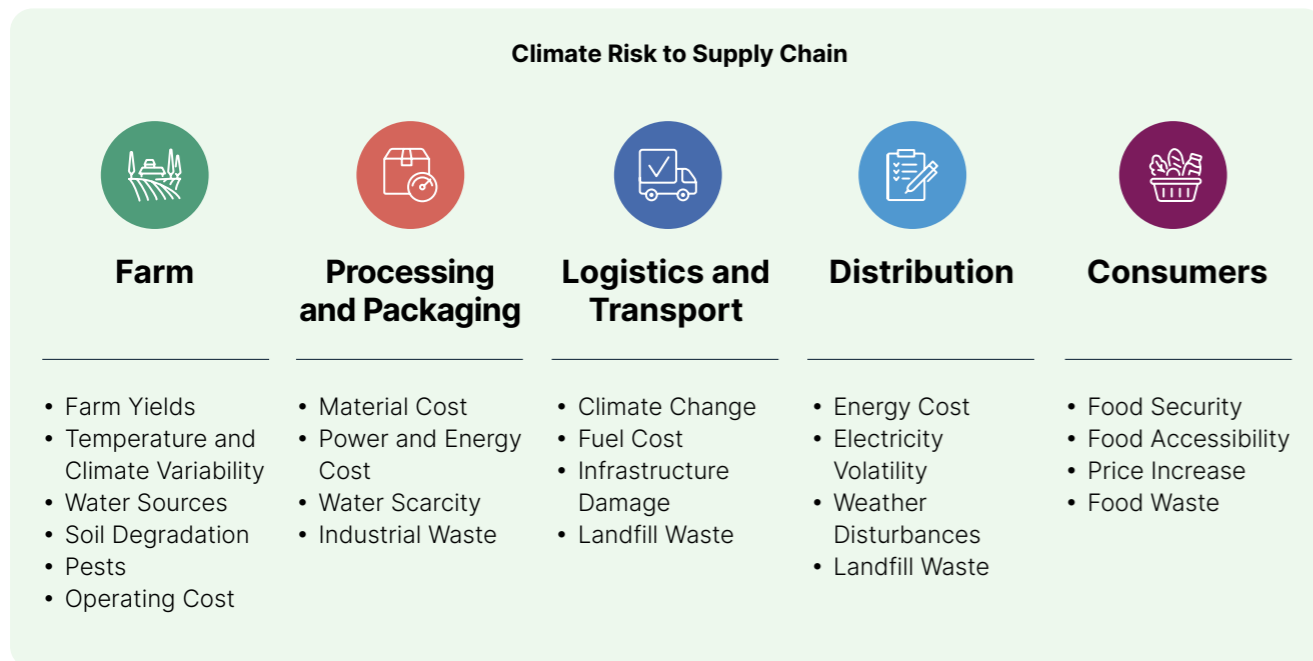 Climate Risk to Supply Chain
Farm
Processing
and Packaging
Logistics and
Transport
Distribution
Consumers
• Farm Yields
• Temperature and
Climate Variability
• Water Sources
• Soil Degradation
• Pests
• Operating Cost
• Material Cost
• Power and Energy
Cost
• Water Scarcity
• Industrial Waste
• Climate Change
• Fuel Cost
• Infrastructure
Damage
• Landfill Waste
• Energy Cost
• Electricity
Volatility
• Weather
Disturbances
• Landfill Waste
• Food Security
• Food Accessibility
• Price Increase
• Food Waste